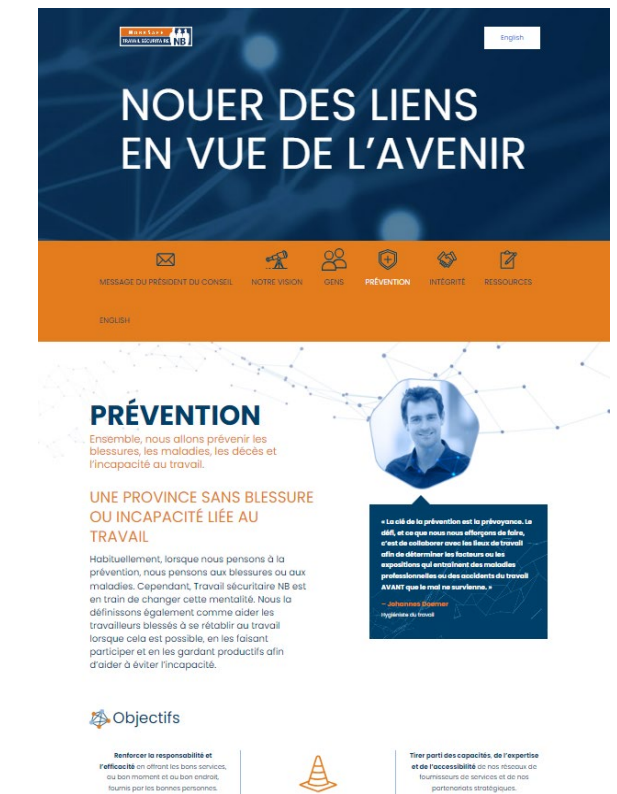 TRAVAIL SÉCURITAIRE NB
English
NOUER DES LIENS
EN VUE DE L’AVENIR
MESSAGE DU PRÉSIDENT DU CONSEIL
NOTRE VISION
GENS
PRÉVENTION
INTÉGRITÉ
RESSOURCES
ENGLISH
PRÉVENTION
Ensemble, nous allons prévenir les
blessures, les maladies, les décès et
l’incapacité au travail.
UNE PROVINCE SANS BLESSURE
OU INCAPACITÉ LIÉE AU
TRAVAIL
Habituellement, lorsque nous pensons à la
prévention, nous pensons aux blessures ou aux
maladies. Cependant, Travail sécuritaire NB est
en train de changer cette mentalité. Nous la
définissons également comme aider les
travailleurs blessés à se rétablir au travail
lorsque cela est possible, en les faisant
participer et en les gardant productifs afin
d’aider à éviter l’incapacité.
« La clé de la prévention est la prévoyance. Le
défi, et ce que nous nous efforçons de faire,
c’est de collaborer avec les lieux de travail
afin de déterminer les facteurs ou les
expositions qui entraînent des maladies
professionnelles ou des accidents du travail
AVANT que le mal ne survienne. »
– Johannes
Hygiéniste du travail
Objectifs
Renforcer la responsabilité et
l’efficacité en offrant les bons services,
au bon moment et au bon endroit,
fournis par les bonnes personnes.
Tirer parti des capacités, de l’expertise
et de l’accessibilité de nos réseaux de
fournisseurs de services et de nos
partenariats stratégiques.